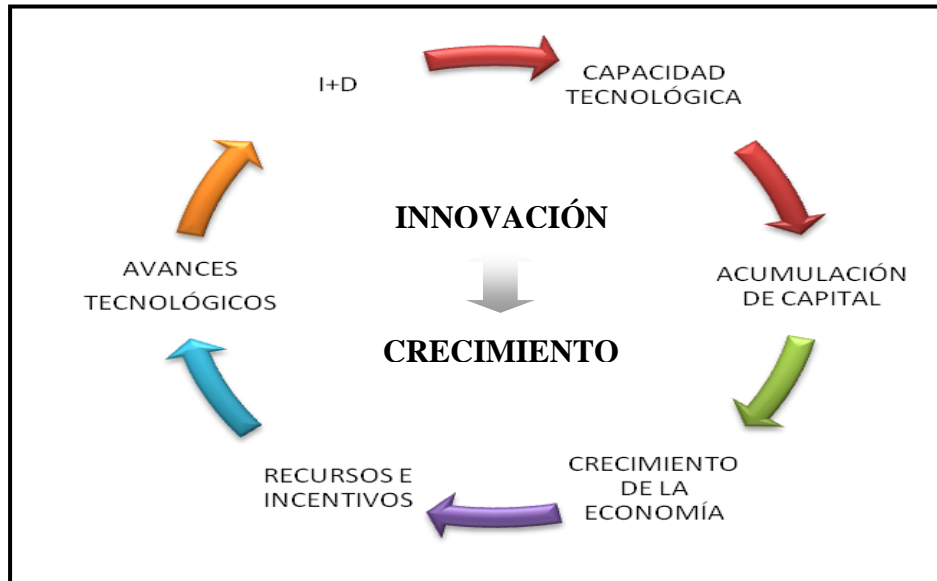 I+D
CAPACIDAD
TECNOLÓGICA
INNOVACIÓN
AVANCES
TECNOLÓGICOS
ACUMULACIÓN
DE CAPITAL
CRECIMIENTO
RECURSOS E
INCENTIVOS
CRECIMIENTO
DE LA
ECONOMÍA